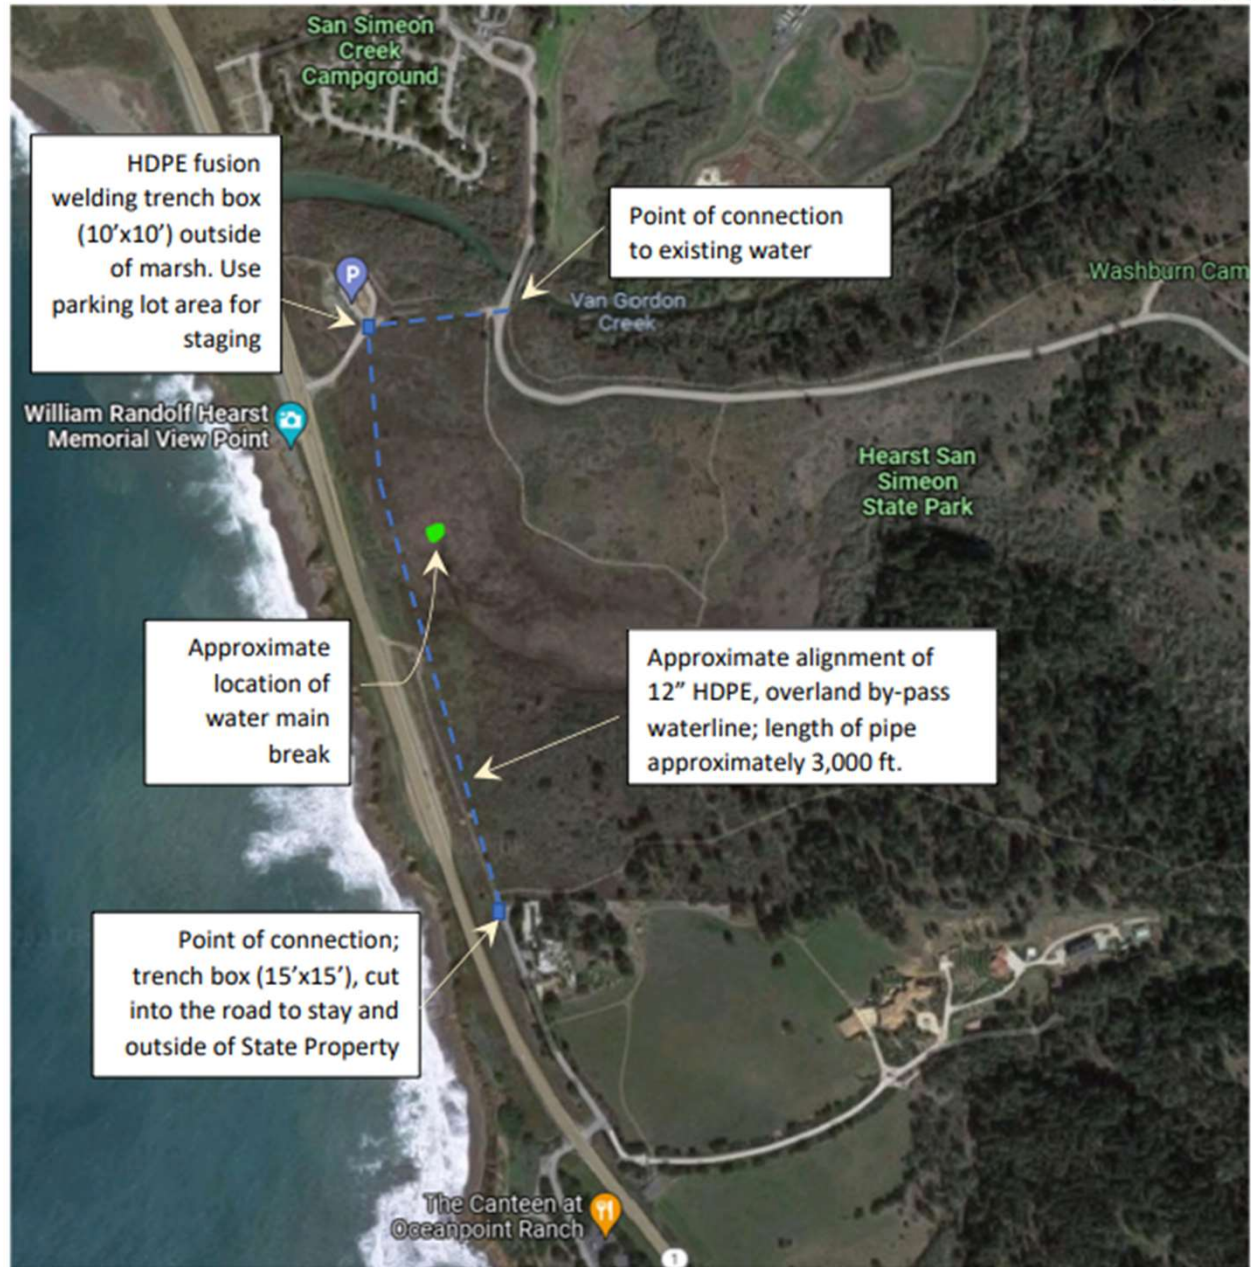 San Simeon
Creek
Campground
HDPE fusion
welding trench box
(10’x10’) outside
of marsh. Use
parking lot area for
staging
P
Point of connection
to existing water
Van Gordon
Creek
Washburn Cam
William Randolf Hearst
Memorial View Point
Hearst San
Simeon
State Park
Approximate
location of
water main
break
Approximate alignment of
12” HDPE, overland by-pass
waterline; length of pipe
approximately 3,000 ft.
Point of connection;
trench box (15’x15’), cut
into the road to stay and
outside of State Property
The Canteen at
Oceanpoint Ranch
1